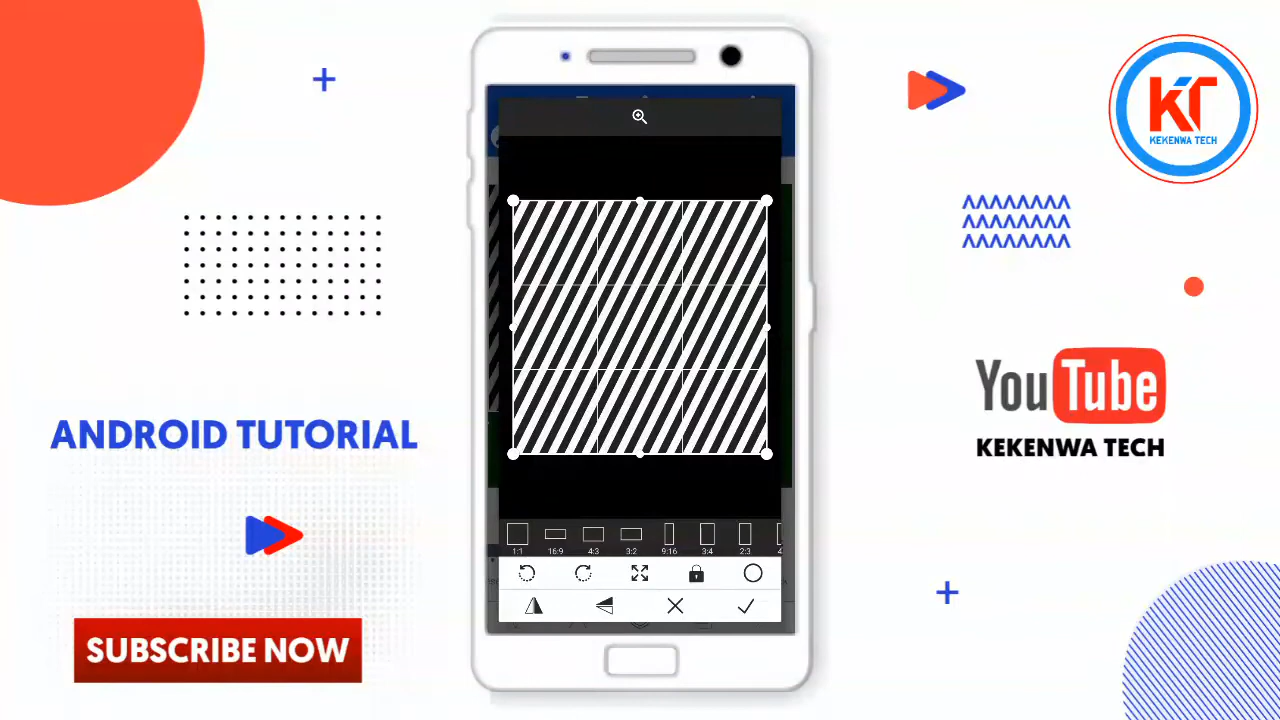 KT
KEKENWA TECH
ANDROID TUTORIAL
SUBSCRIBE NOW
YouTube
KEKENWA TECH
1:1 16:9 4:3 3:2 9:16 3:4 2:3